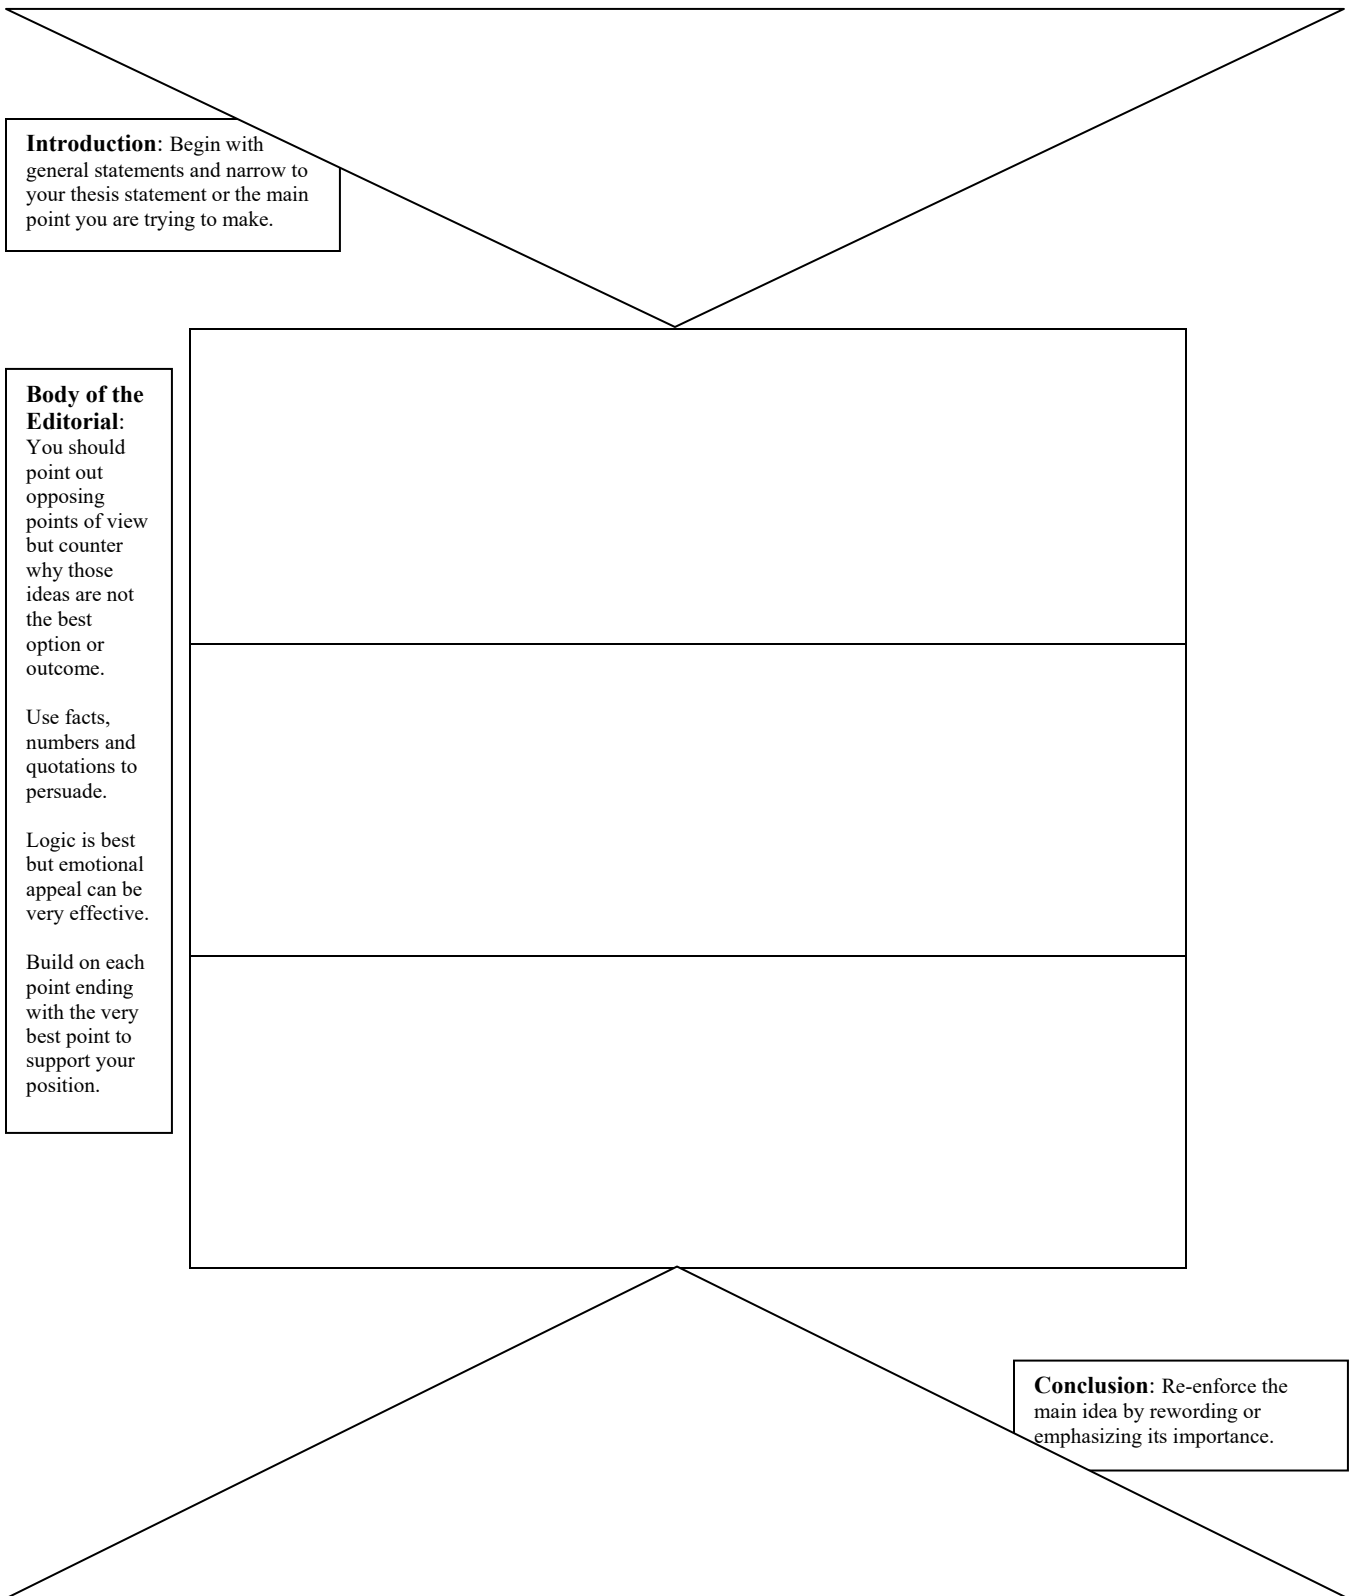 Introduction: Begin with
general statements and narrow to
your thesis statement or the main
point you are trying to make.
Body of the
Editorial:
You should
point out
opposing
points of view
but counter
why those
ideas are not
the best
option or
outcome.
Use facts,
numbers and
quotations to
persuade.
Logic is best
but emotional
appeal can be
very effective.
Build on each
point ending
with the very
best point to
support your
position.
Conclusion: Re-enforce the
main idea by rewording or
emphasizing its importance.